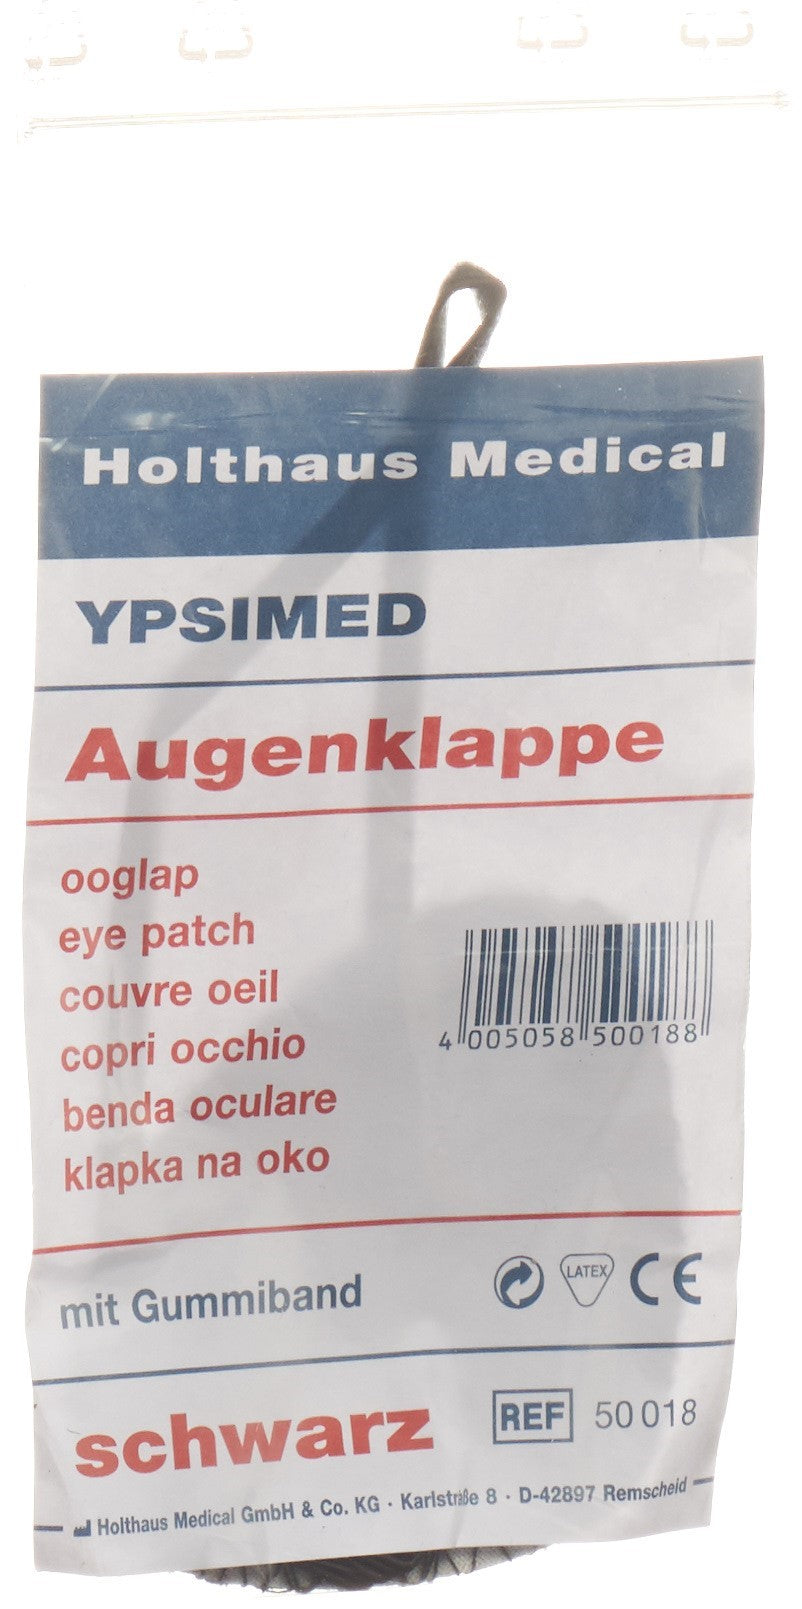 Holthaus Medical
YPSIMED
Augenklappe
ooglap
eye patch
couvre oeil
copri occhio
benda oculare
klapka na oko
4 005058 500188
mit Gummiband
LATEX
CE
schwarz
REF 50 018
Holthaus Medical GmbH & Co. KG · Karlstraße 8 · D-42897 Remscheid